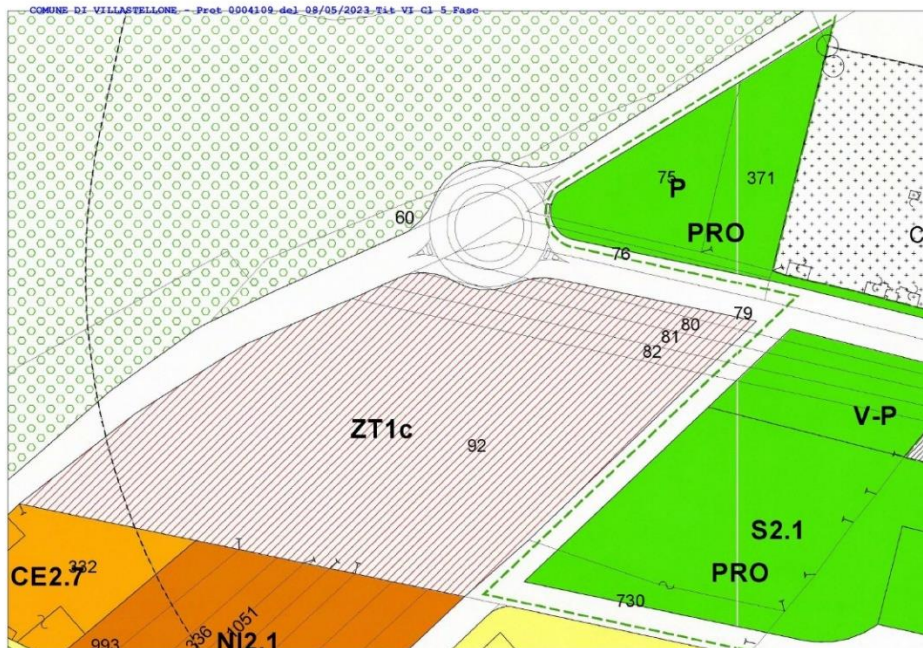 COMUNE DI VILLASTELLONE - Prot 0004109 del 08/05/2023 Tit VI Cl 5 Fasc
75
P
371
60
PRO
C
76
79
80
81
82
V-P
ZT1c
92
S2.1
332
CE2.7
PRO
730
1051
336
NI2.1
993